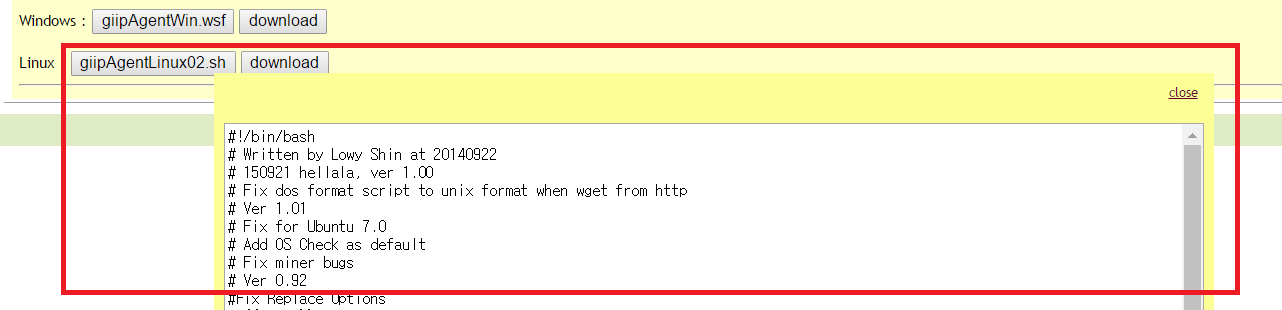 Windows : giipAgentWin.wsf download
Linux giipAgentLinux02.sh download
close
#!/bin/bash
# Written by Lowy Shin at 20140922
# 150921 hellala, ver 1.00
# Fix dos format script to unix format when wget from http
# Ver 1.01
# Fix for Ubuntu 7.0
# Add OS Check as default
# Fix miner bugs
# Ver 0.92
#Fix Replace Options